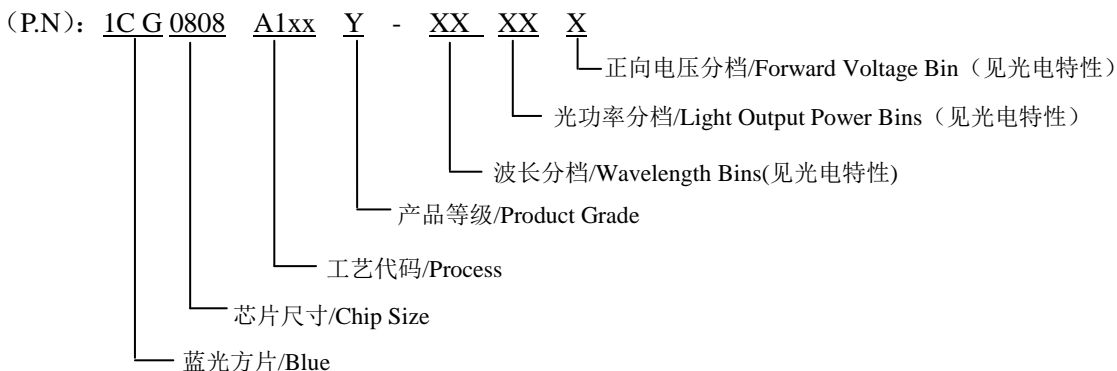 （P.N）：1C G 0808 A1xx Y - XX XX X
正向电压分档/Forward Voltage Bin（见光电特性）
光功率分档/Light Output Power Bins（见光电特性）
波长分档/Wavelength Bins(见光电特性)
产品等级/Product Grade
工艺代码/Process
芯片尺寸/Chip Size
蓝光方片/Blue